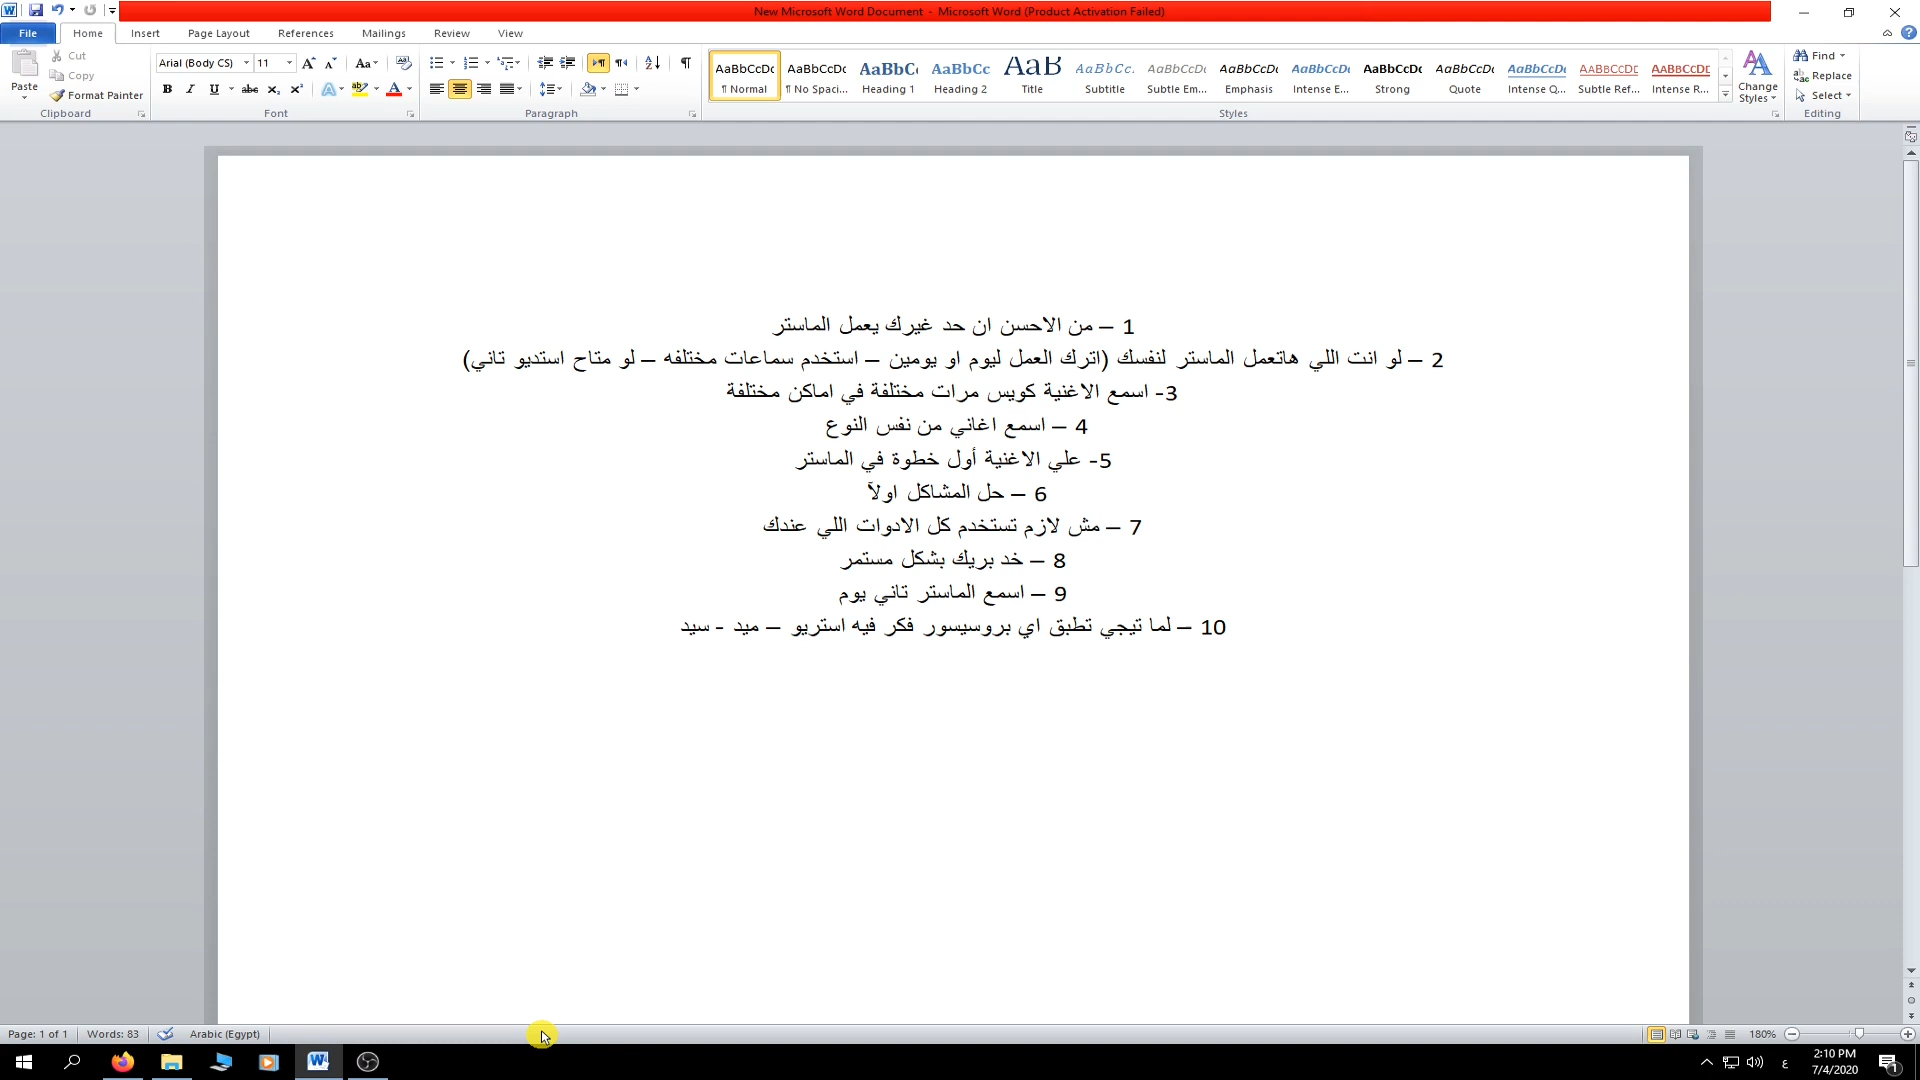 New Microsoft Word Document - Microsoft Word (Product Activation Failed)
File Home Insert Page Layout References Mailings Review View
Cut
Copy
Format Painter
Paste
Clipboard
Arial (Body CS) 11
Font
Paragraph
AaBbCcDc AaBbCcDc AaBbC AaBbCc AaB AaBbCc. AaBbCcDc AaBbCcDc AaBbCcDc AaBbCcDc AaBbCcDc AaBbCcDc AaBbCcDc AaBbCcDc
¶ Normal ¶ No Spaci... Heading 1 Heading 2 Title Subtitle Subtle Em... Emphasis Intense E... Strong Quote Intense Q... Subtle Ref... Intense R...
Styles
Change Styles
Find
Replace
Select
Editing
1 – من الاحسن ان حد غيرك يعمل الماستر
2 – لو انت اللي هاتعمل الماستر لنفسك (اترك العمل ليوم او يومين – استخدم سماعات مختلفه – لو متاح استديو تاني)
3- اسمع الاغنية كويس مرات مختلفة في اماكن مختلفة
4 – اسمع اغاني من نفس النوع
5- علي الاغنية أول خطوة في الماستر
6 – حل المشاكل اولآ
7 – مش لازم تستخدم كل الادوات اللي عندك
8 – خد بريك بشكل مستمر
9 – اسمع الماستر تاني يوم
10 – لما تيجي تطبق اي بروسيسور فكر فيه استريو – ميد - سيد
Page: 1 of 1 Words: 83 Arabic (Egypt) 180%
ع 2:10 PM
7/4/2020
1